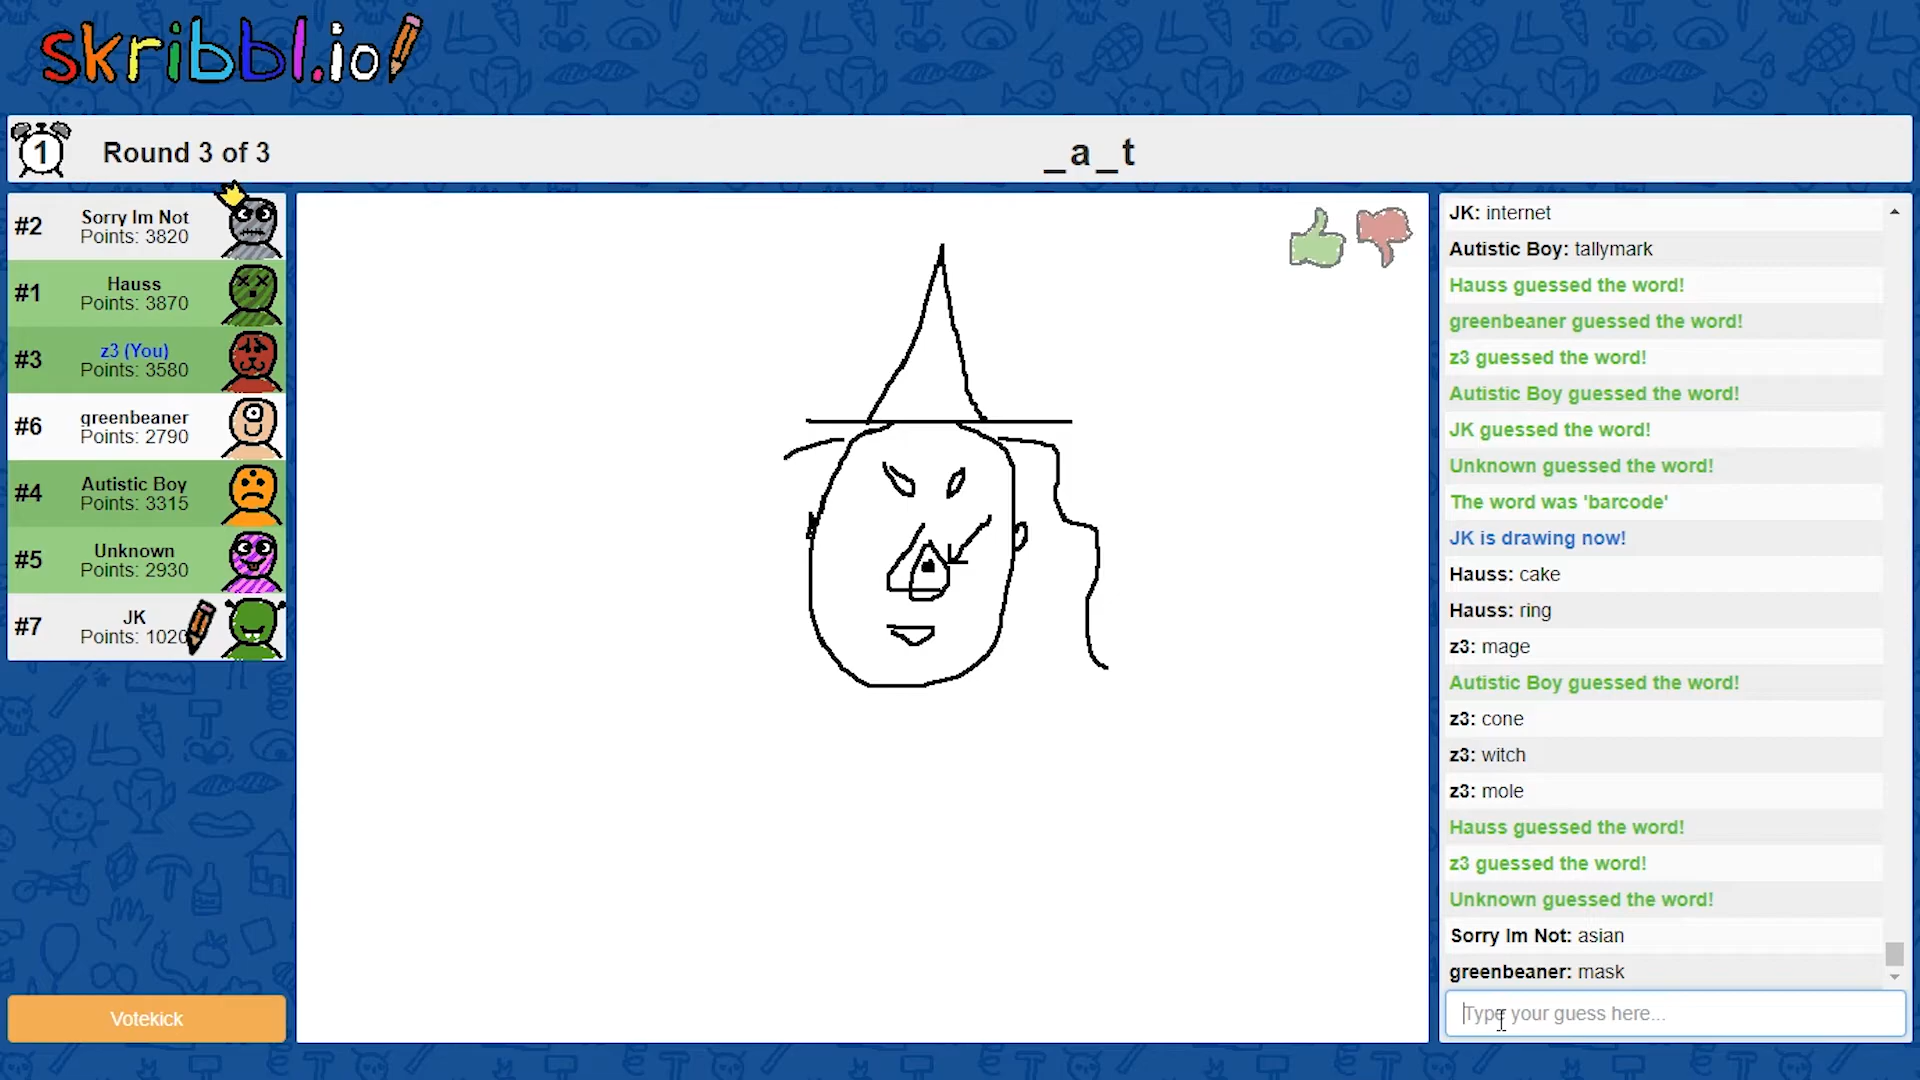 skribbl.io
1
Round 3 of 3
_a_t
#2
Sorry Im Not
Points: 3820
#1
Hauss
Points: 3870
#3
z3 (You)
Points: 3580
#6
greenbeaner
Points: 2790
#4
Autistic Boy
Points: 3315
#5
Unknown
Points: 2930
#7
JK
Points: 1020
Votekick
JK: internet
Autistic Boy: tallymark
Hauss guessed the word!
greenbeaner guessed the word!
z3 guessed the word!
Autistic Boy guessed the word!
JK guessed the word!
Unknown guessed the word!
The word was 'barcode'
JK is drawing now!
Hauss: cake
Hauss: ring
z3: mage
Autistic Boy guessed the word!
z3: cone
z3: witch
z3: mole
Hauss guessed the word!
z3 guessed the word!
Unknown guessed the word!
Sorry Im Not: asian
greenbeaner: mask
Type your guess here...